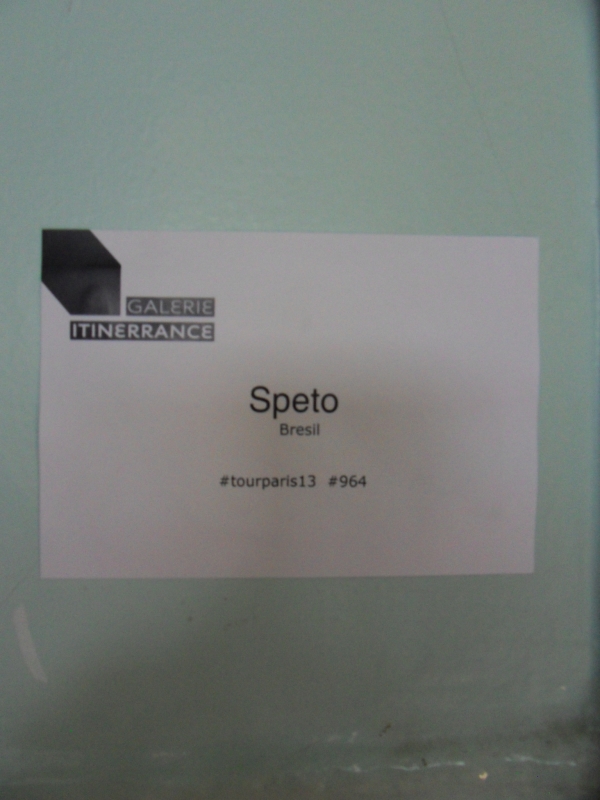 GALERIE
ITINERRANCE
Speto
Bresil
#tourparis13 #964